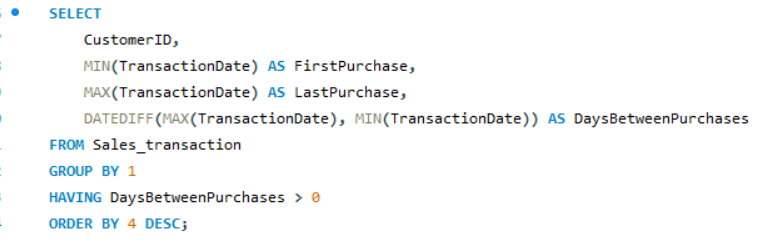 SELECT
CustomerID,
MIN(TransactionDate) AS FirstPurchase,
MAX(TransactionDate) AS LastPurchase,
DATEDIFF(MAX(TransactionDate), MIN(TransactionDate)) AS DaysBetweenPurchases
FROM Sales_transaction
GROUP BY 1
HAVING DaysBetweenPurchases > 0
ORDER BY 4 DESC;